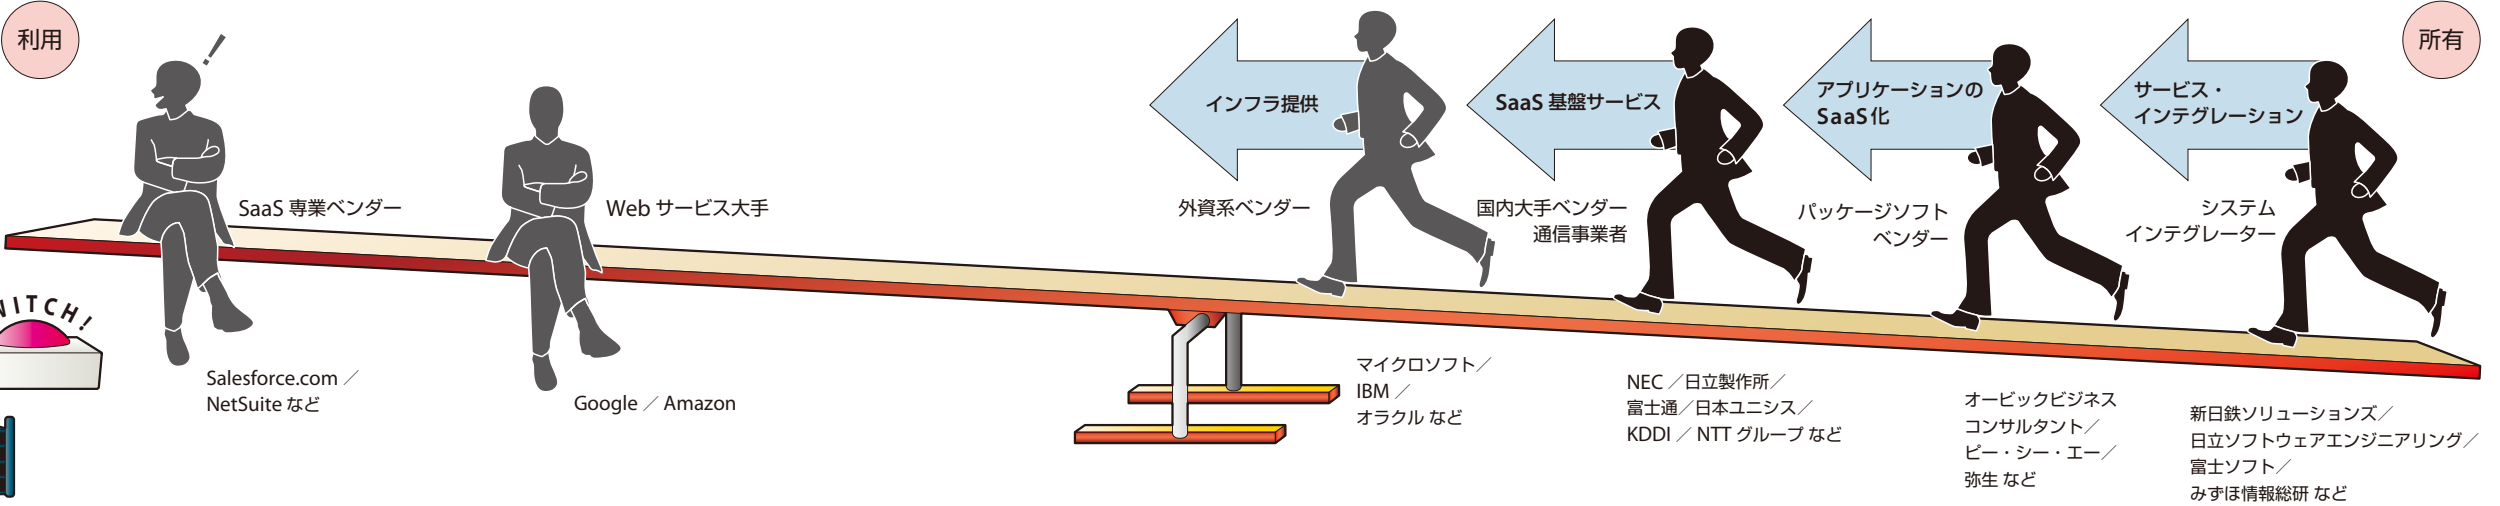 利用
所有
!
インフラ提供
SaaS 基盤サービス
アプリケーションの
SaaS化
サービス・
インテグレーション
SaaS 専業ベンダー
Web サービス大手
外資系ベンダー
国内大手ベンダー
通信事業者
パッケージソフト
ベンダー
システム
インテグレーター
WITCH!
Salesforce.com ／
NetSuite など
Google ／ Amazon
マイクロソフト／
IBM ／
オラクル など
NEC ／日立製作所／
富士通／日本ユニシス／
KDDI ／ NTT グループ など
オービックビジネス
コンサルタント／
ピー・シー・エー／
弥生 など
新日鉄ソリューションズ／
日立ソフトウェアエンジニアリング／
富士ソフト／
みずほ情報総研 など